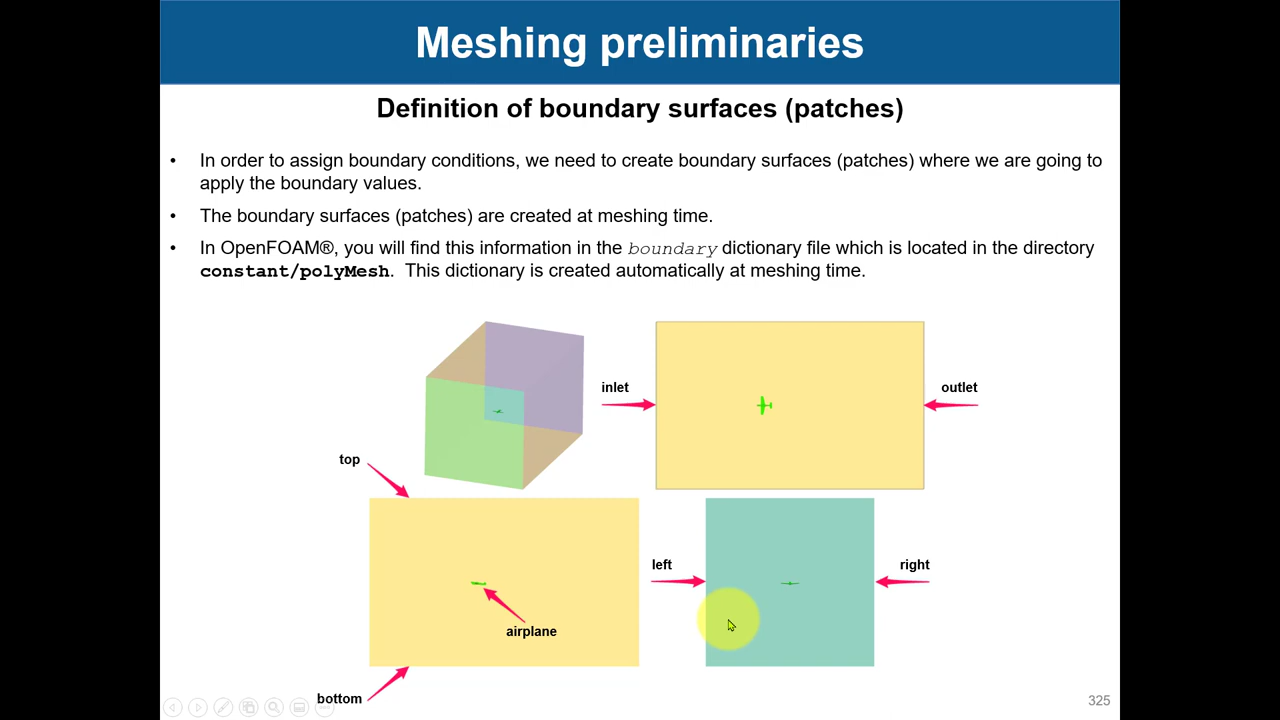 Meshing preliminaries
Definition of boundary surfaces (patches)
• In order to assign boundary conditions, we need to create boundary surfaces (patches) where we are going to
apply the boundary values.
• The boundary surfaces (patches) are created at meshing time.
• In OpenFOAM®, you will find this information in the boundary dictionary file which is located in the directory
constant/polyMesh. This dictionary is created automatically at meshing time.
inlet
outlet
top
left
right
airplane
bottom
325